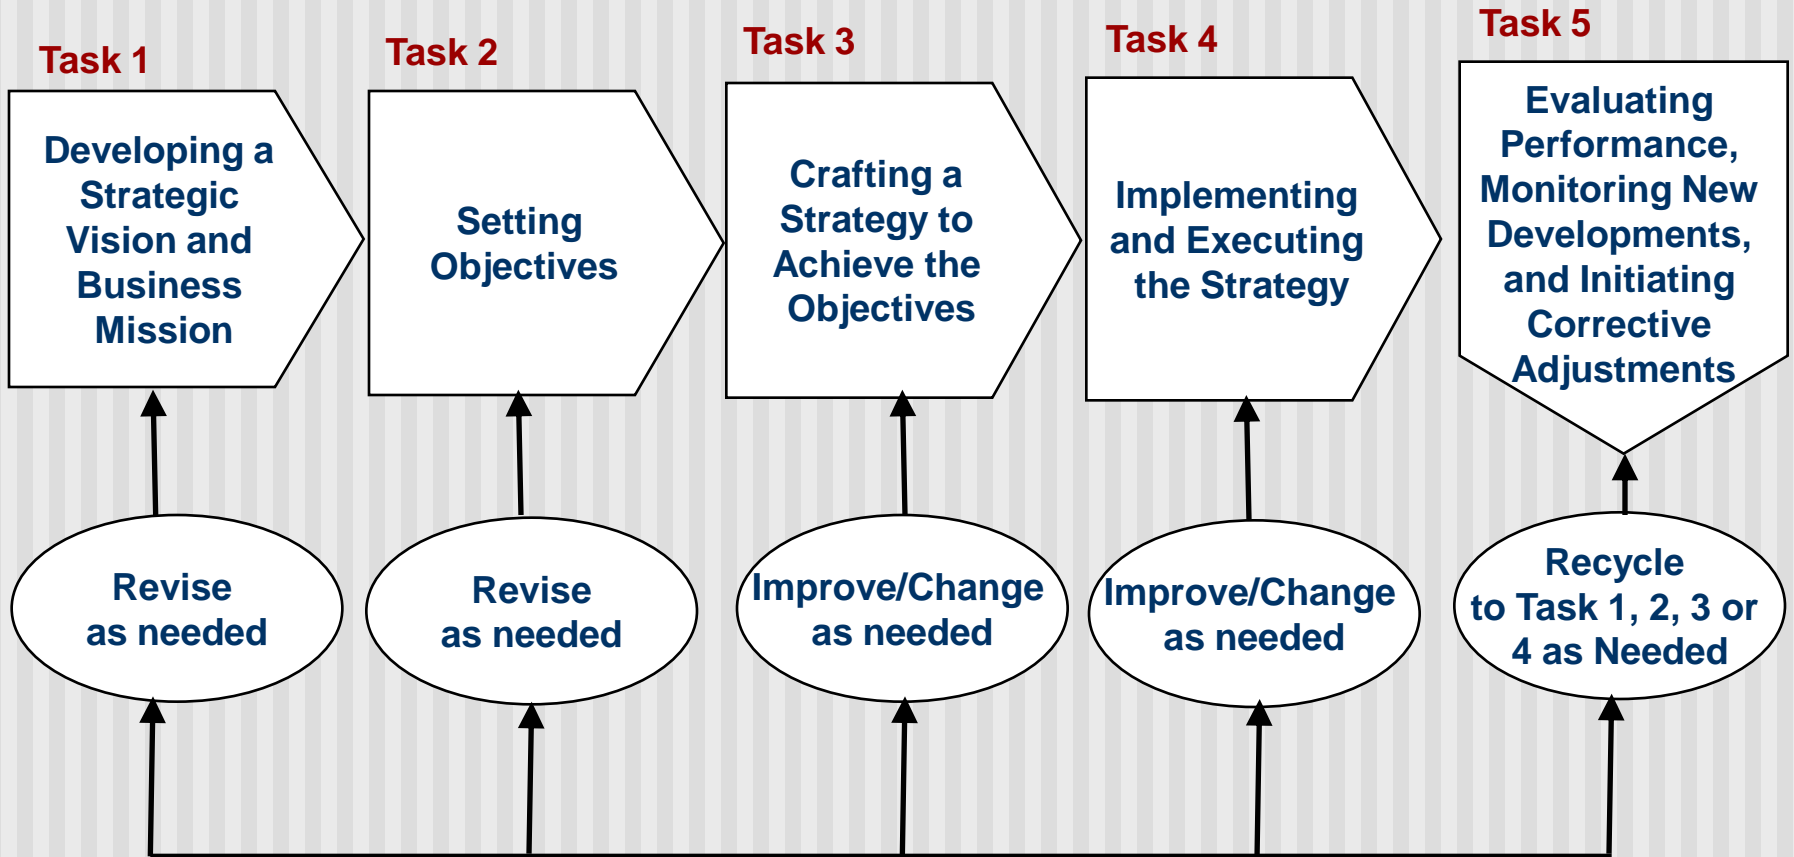 Task 1
Developing a
Strategic
Vision and
Business
Mission
Task 2
Setting
Objectives
Task 3
Crafting a
Strategy to
Achieve the
Objectives
Task 4
Implementing
and Executing
the Strategy
Task 5
Evaluating
Performance,
Monitoring New
Developments,
and Initiating
Corrective
Adjustments
Revise
as needed
Revise
as needed
Improve/Change
as needed
Improve/Change
as needed
Recycle
to Task 1, 2, 3 or
4 as Needed